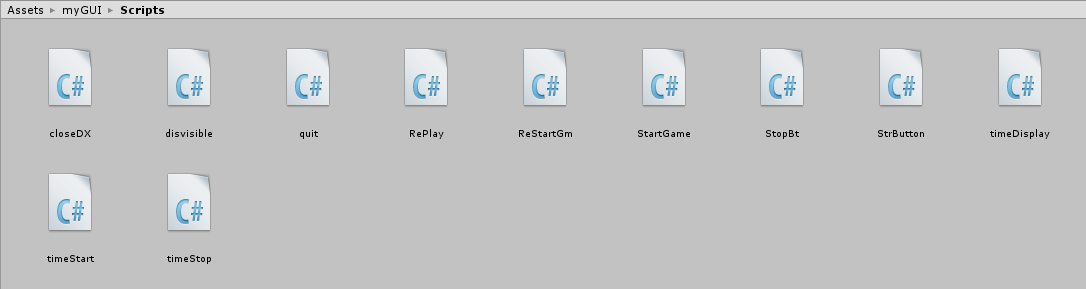 Assets ▸ myGUI ▸ Scripts
C# C# C# C# C# C# C# C# C#
closeDX disvisible quit RePlay ReStartGm StartGame StopBt StrButton timeDisplay
C# C#
timeStart timeStop